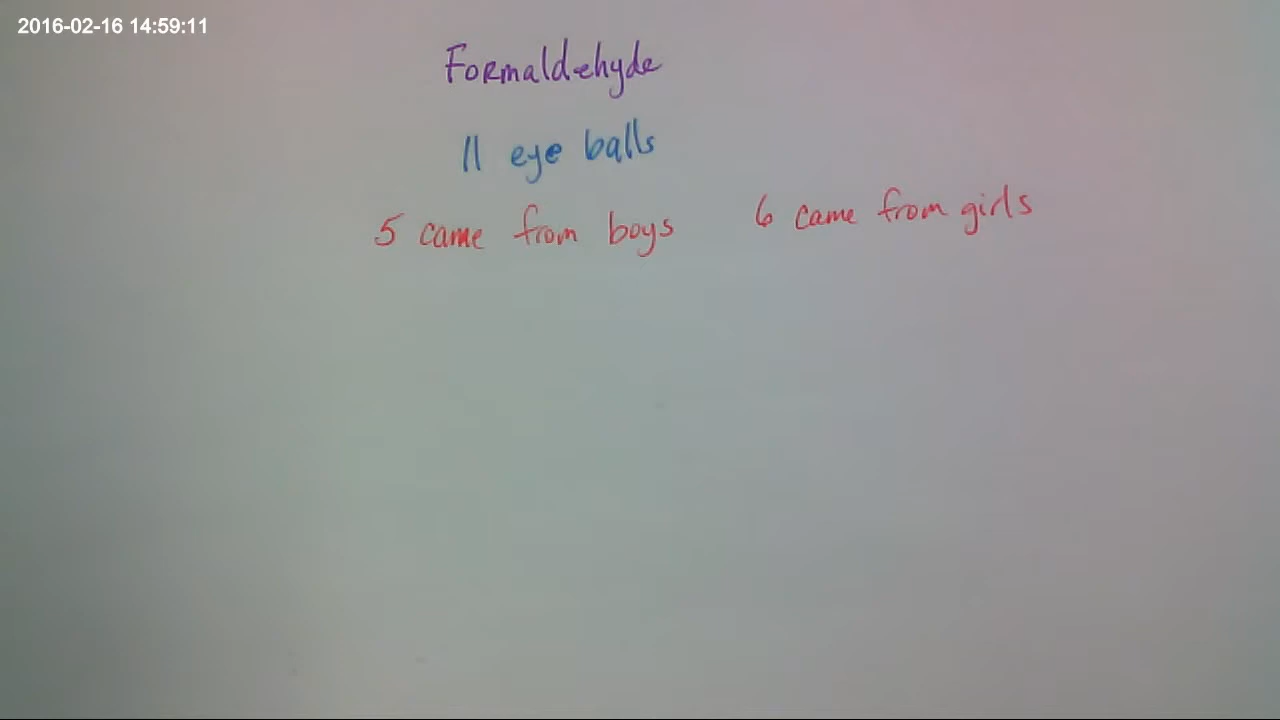 2016-02-16 14:59:11
Formaldehyde
11 eye balls
5 came from boys 6 came from girls